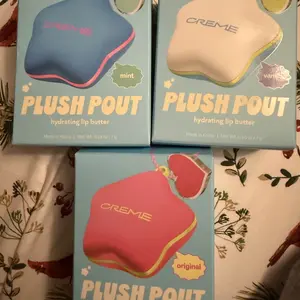 CREME
mint
PLUSH POUT
hydrating lip butter
CREME
vanilla
PLUSH POUT
hydrating lip butter
CREME
original
PLUSH POUT